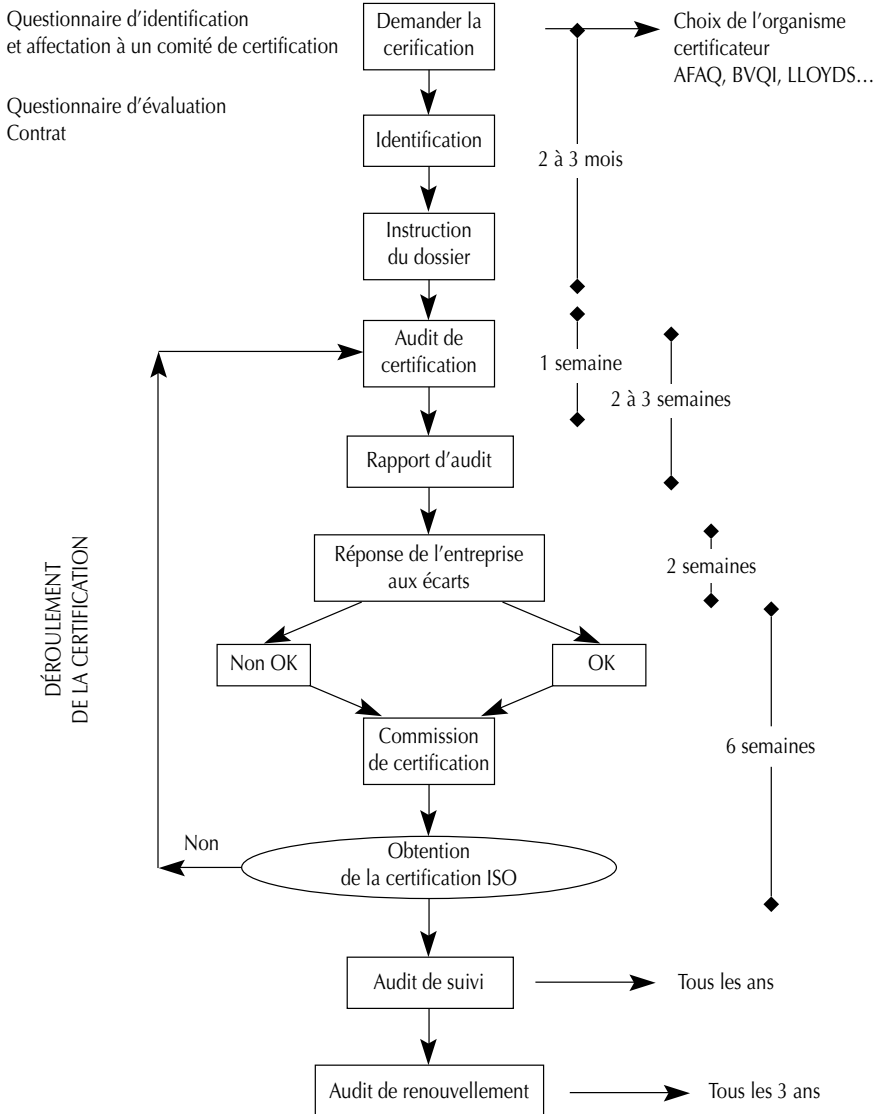 Questionnaire d'identification
et affectation à un comité de certification
Demander la
cerification
Choix de l'organisme
certificateur
AFAQ, BVQI, LLOYDS…
Questionnaire d'évaluation
Contrat
Identification
2 à 3 mois
Instruction
du dossier
Audit de
certification
1 semaine
2 à 3 semaines
Rapport d'audit
Réponse de l'entreprise
aux écarts
2 semaines
DÉROULEMENT
DE LA CERTIFICATION
Non OK
OK
Commission
de certification
6 semaines
Non
Obtention
de la certification ISO
Audit de suivi
Tous les ans
Audit de renouvellement
Tous les 3 ans